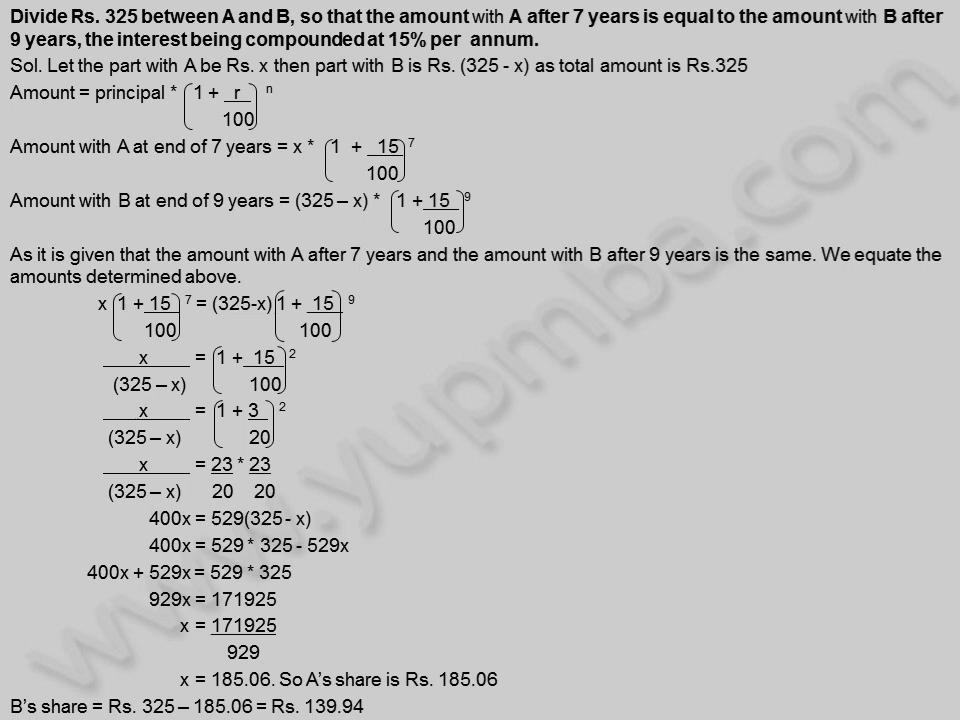 Divide Rs. 325 between A and B, so that the amount with A after 7 years is equal to the amount with B after
9 years, the interest being compounded at 15% per annum.
Sol. Let the part with A be Rs. x then part with B is Rs. (325 - x) as total amount is Rs.325
Amount = principal * (1 + r ) n
100
Amount with A at end of 7 years = x * (1 + 15 ) 7
100
Amount with B at end of 9 years = (325 – x) * (1 + 15 ) 9
100
As it is given that the amount with A after 7 years and the amount with B after 9 years is the same. We equate the
amounts determined above.
x (1 + 15 ) 7 = (325-x) (1 + 15 ) 9
100 100
x = (1 + 15 ) 2
(325 – x) 100
x = (1 + 3 ) 2
(325 – x) 20
x = 23 * 23
(325 – x) 20 20
400x = 529(325 - x)
400x = 529 * 325 - 529x
400x + 529x = 529 * 325
929x = 171925
x = 171925
929
x = 185.06. So A’s share is Rs. 185.06
B’s share = Rs. 325 – 185.06 = Rs. 139.94
www.yupmba.com